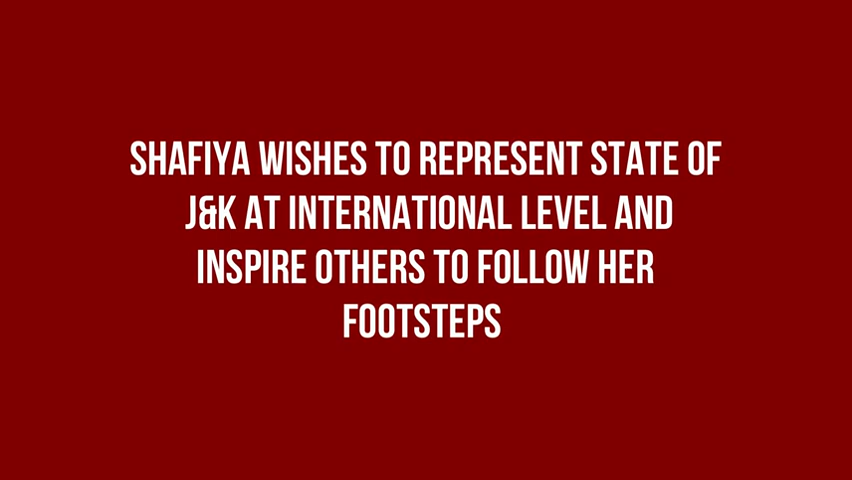 SHAFIYA WISHES TO REPRESENT STATE OF
J&K AT INTERNATIONAL LEVEL AND
INSPIRE OTHERS TO FOLLOW HER
FOOTSTEPS